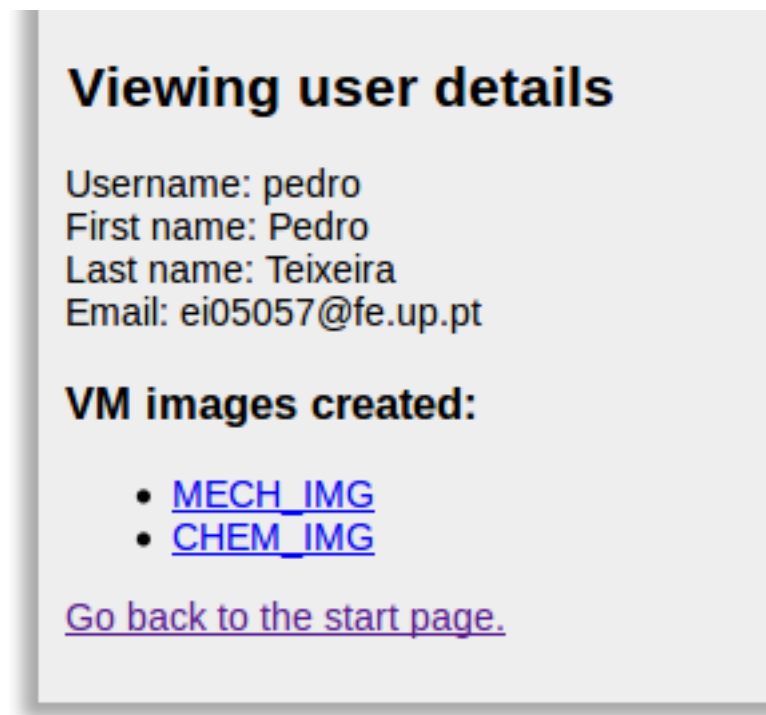 Viewing user details
Username: pedro
First name: Pedro
Last name: Teixeira
Email: ei05057@fe.up.pt
VM images created:
• MECH_IMG
• CHEM_IMG
Go back to the start page.